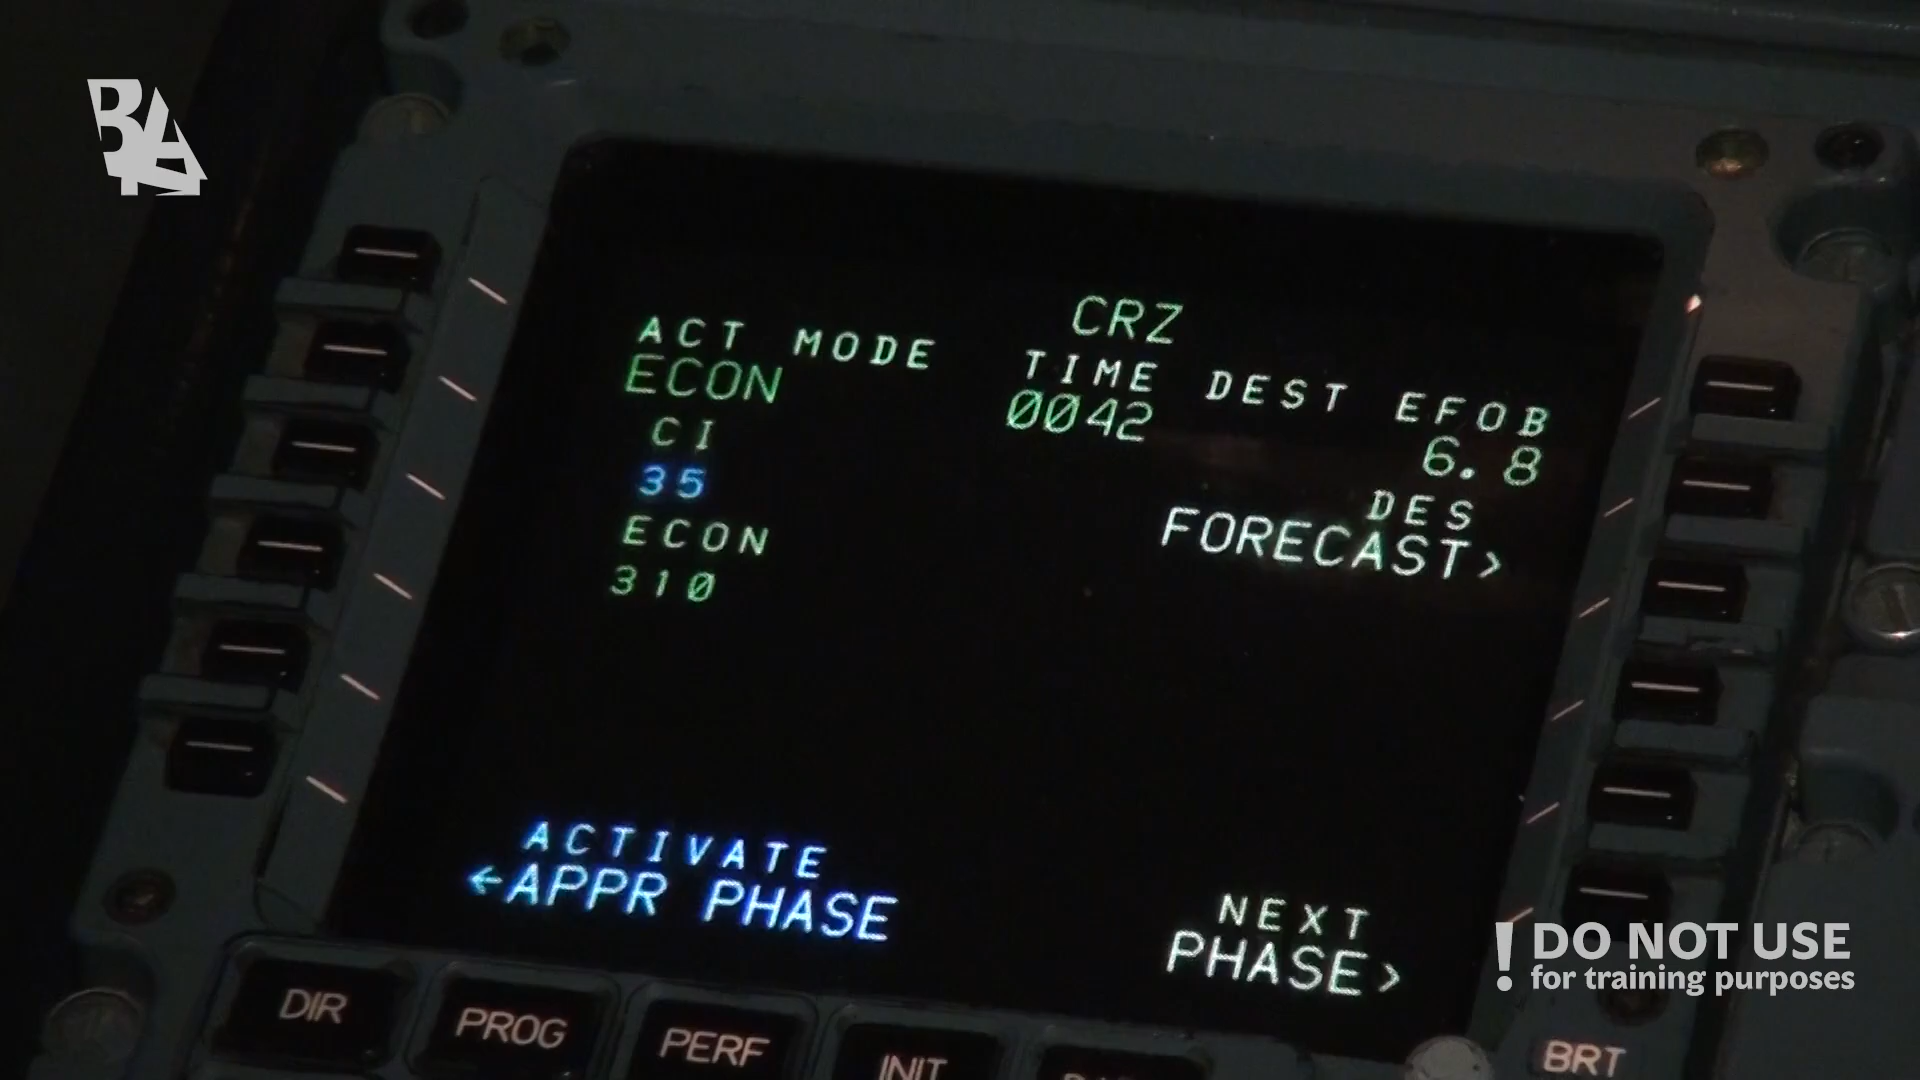 CRZ
ACT MODE TIME DEST EFOB
ECON 0042 6.8
CI DES
35 FORECAST>
ECON
310
ACTIVATE
←APPR PHASE
NEXT
PHASE>
! DO NOT USE
for training purposes
DIR PROG PERF INIT BRT